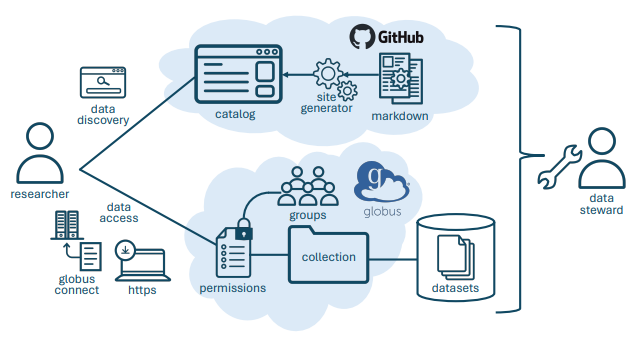 GitHub
data
discovery
catalog
site
generator
markdown
researcher
data
access
groups
g
globus
data
steward
globus
connect
https
permissions
collection
datasets